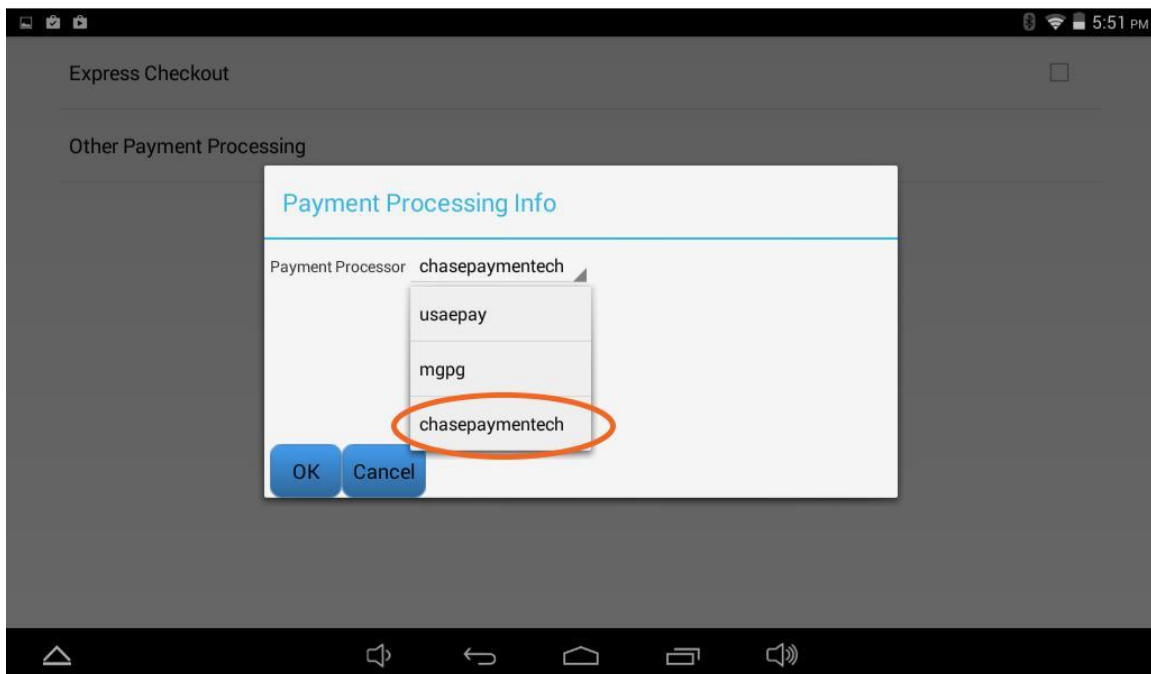 5:51 PM
Express Checkout
Other Payment Processing
Payment Processing Info
Payment Processor chasepaymentech
usaepay
mgpg
chasepaymentech
OK Cancel